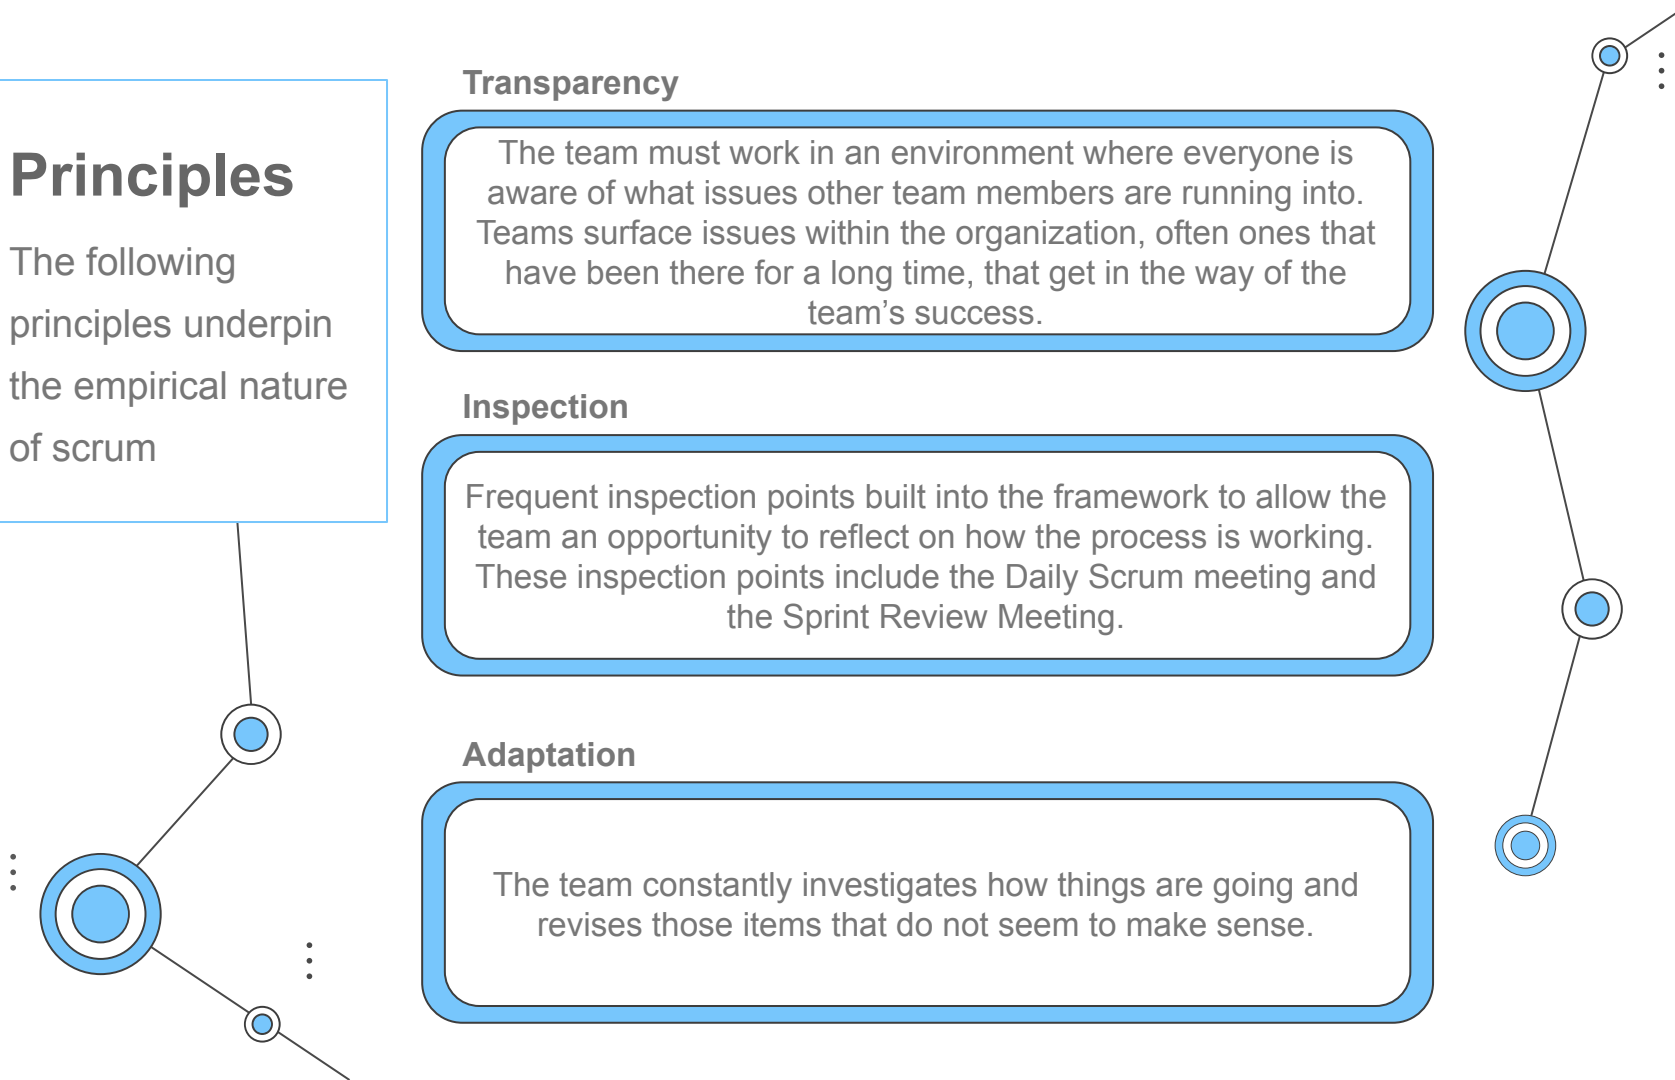 Principles
The following
principles underpin
the empirical nature
of scrum
Transparency
The team must work in an environment where everyone is
aware of what issues other team members are running into.
Teams surface issues within the organization, often ones that
have been there for a long time, that get in the way of the
team’s success.
Inspection
Frequent inspection points built into the framework to allow the
team an opportunity to reflect on how the process is working.
These inspection points include the Daily Scrum meeting and
the Sprint Review Meeting.
Adaptation
The team constantly investigates how things are going and
revises those items that do not seem to make sense.